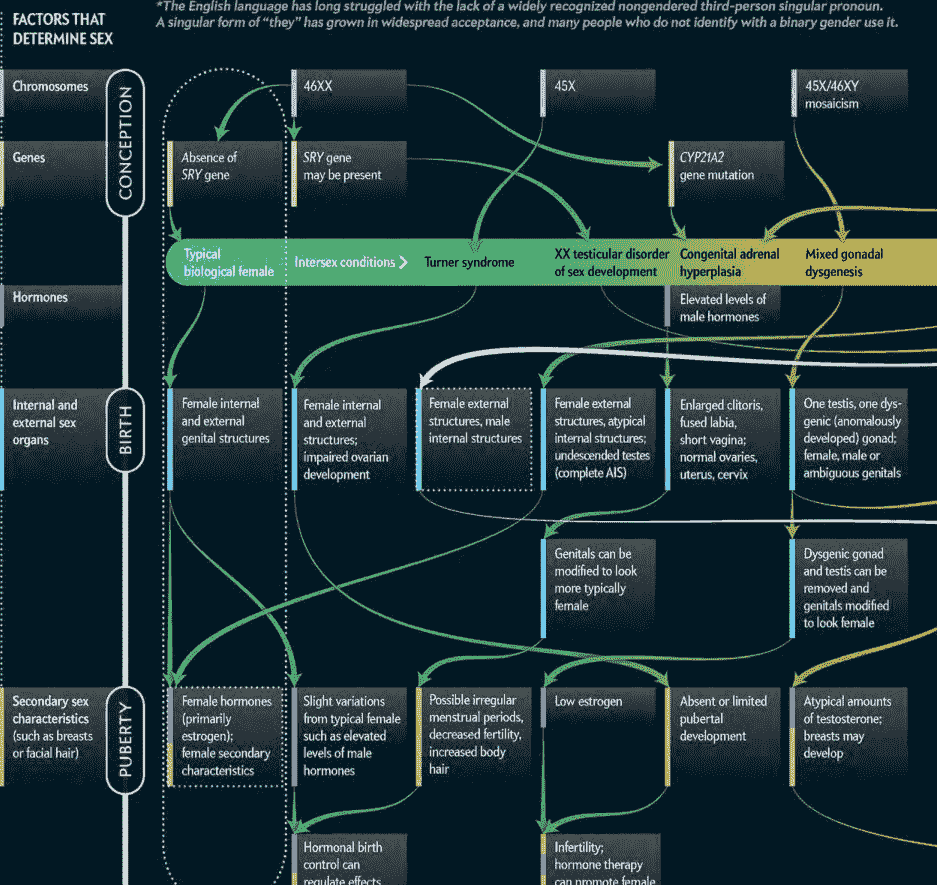 *The English language has long struggled with the lack of a widely recognized nongendered third-person singular pronoun.
A singular form of “they” has grown in widespread acceptance, and many people who do not identify with a binary gender use it.
FACTORS THAT
DETERMINE SEX
CONCEPTION
Chromosomes
46XX
45X
45X/46XY
mosaicism
Genes
Absence of
SRY gene
SRY gene
may be present
CYP21A2
gene mutation
Typical
biological female
Intersex conditions >
Turner syndrome
XX testicular disorder
of sex development
Congenital adrenal
hyperplasia
Mixed gonadal
dysgenesis
Hormones
Elevated levels of
male hormones
BIRTH
Internal and
external sex
organs
Female internal
and external
genital structures
Female internal
and external
structures;
impaired ovarian
development
Female external
structures, male
internal structures
Female external
structures, atypical
internal structures;
undescended testes
(complete AIS)
Enlarged clitoris,
fused labia,
short vagina;
normal ovaries,
uterus, cervix
One testis, one dys-
genic (anomalously
developed) gonad;
female, male or
ambiguous genitals
Genitals can be
modified to look
more typically
female
Dysgenic gonad
and testis can be
removed and
genitals modified
to look female
PUBERTY
Secondary sex
characteristics
(such as breasts
or facial hair)
Female hormones
(primarily
estrogen);
female secondary
characteristics
Slight variations
from typical female
such as elevated
levels of male
hormones
Possible irregular
menstrual periods,
decreased fertility,
increased body
hair
Low estrogen
Absent or limited
pubertal
development
Atypical amounts
of testosterone;
breasts may
develop
Hormonal birth
control can
regulate effects
Infertility;
hormone therapy
can promote female